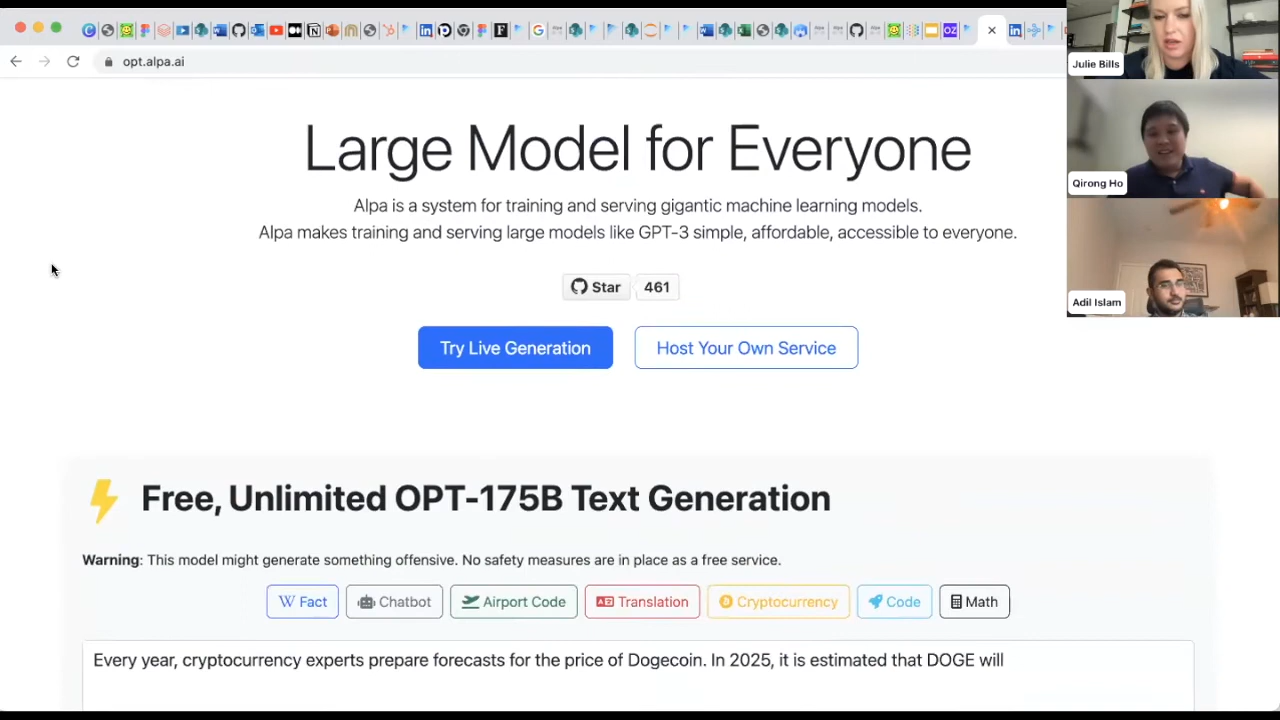 opt.alpa.ai
Julie Bills
Qirong Ho
Adil Islam
Large Model for Everyone
Alpa is a system for training and serving gigantic machine learning models.
Alpa makes training and serving large models like GPT-3 simple, affordable, accessible to everyone.
Star 461
Try Live Generation Host Your Own Service
Free, Unlimited OPT-175B Text Generation
Warning: This model might generate something offensive. No safety measures are in place as a free service.
Fact Chatbot Airport Code Translation Cryptocurrency Code Math
Every year, cryptocurrency experts prepare forecasts for the price of Dogecoin. In 2025, it is estimated that DOGE will